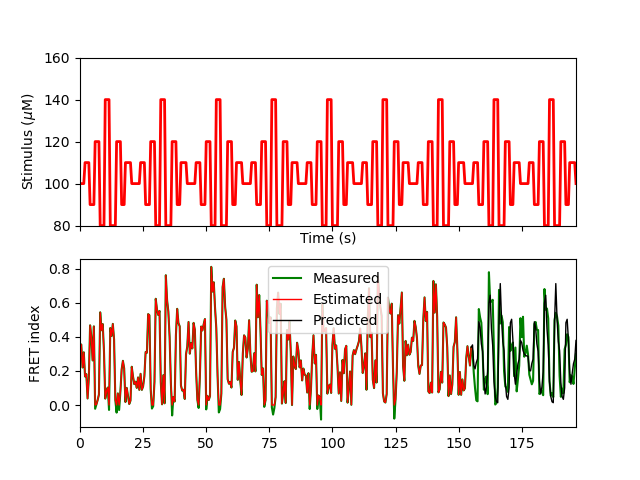 160
140
120
100
80
Stimulus (μM)
Time (s)
0.8
0.6
0.4
0.2
0.0
FRET index
Measured
Estimated
Predicted
0 25 50 75 100 125 150 175